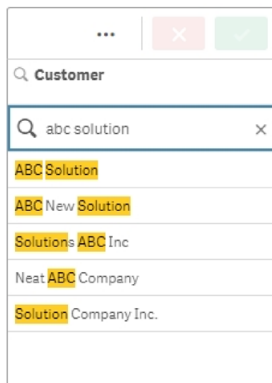 ...
Customer
abc solution
ABC Solution
ABC New Solution
Solutions ABC Inc
Neat ABC Company
Solution Company Inc.